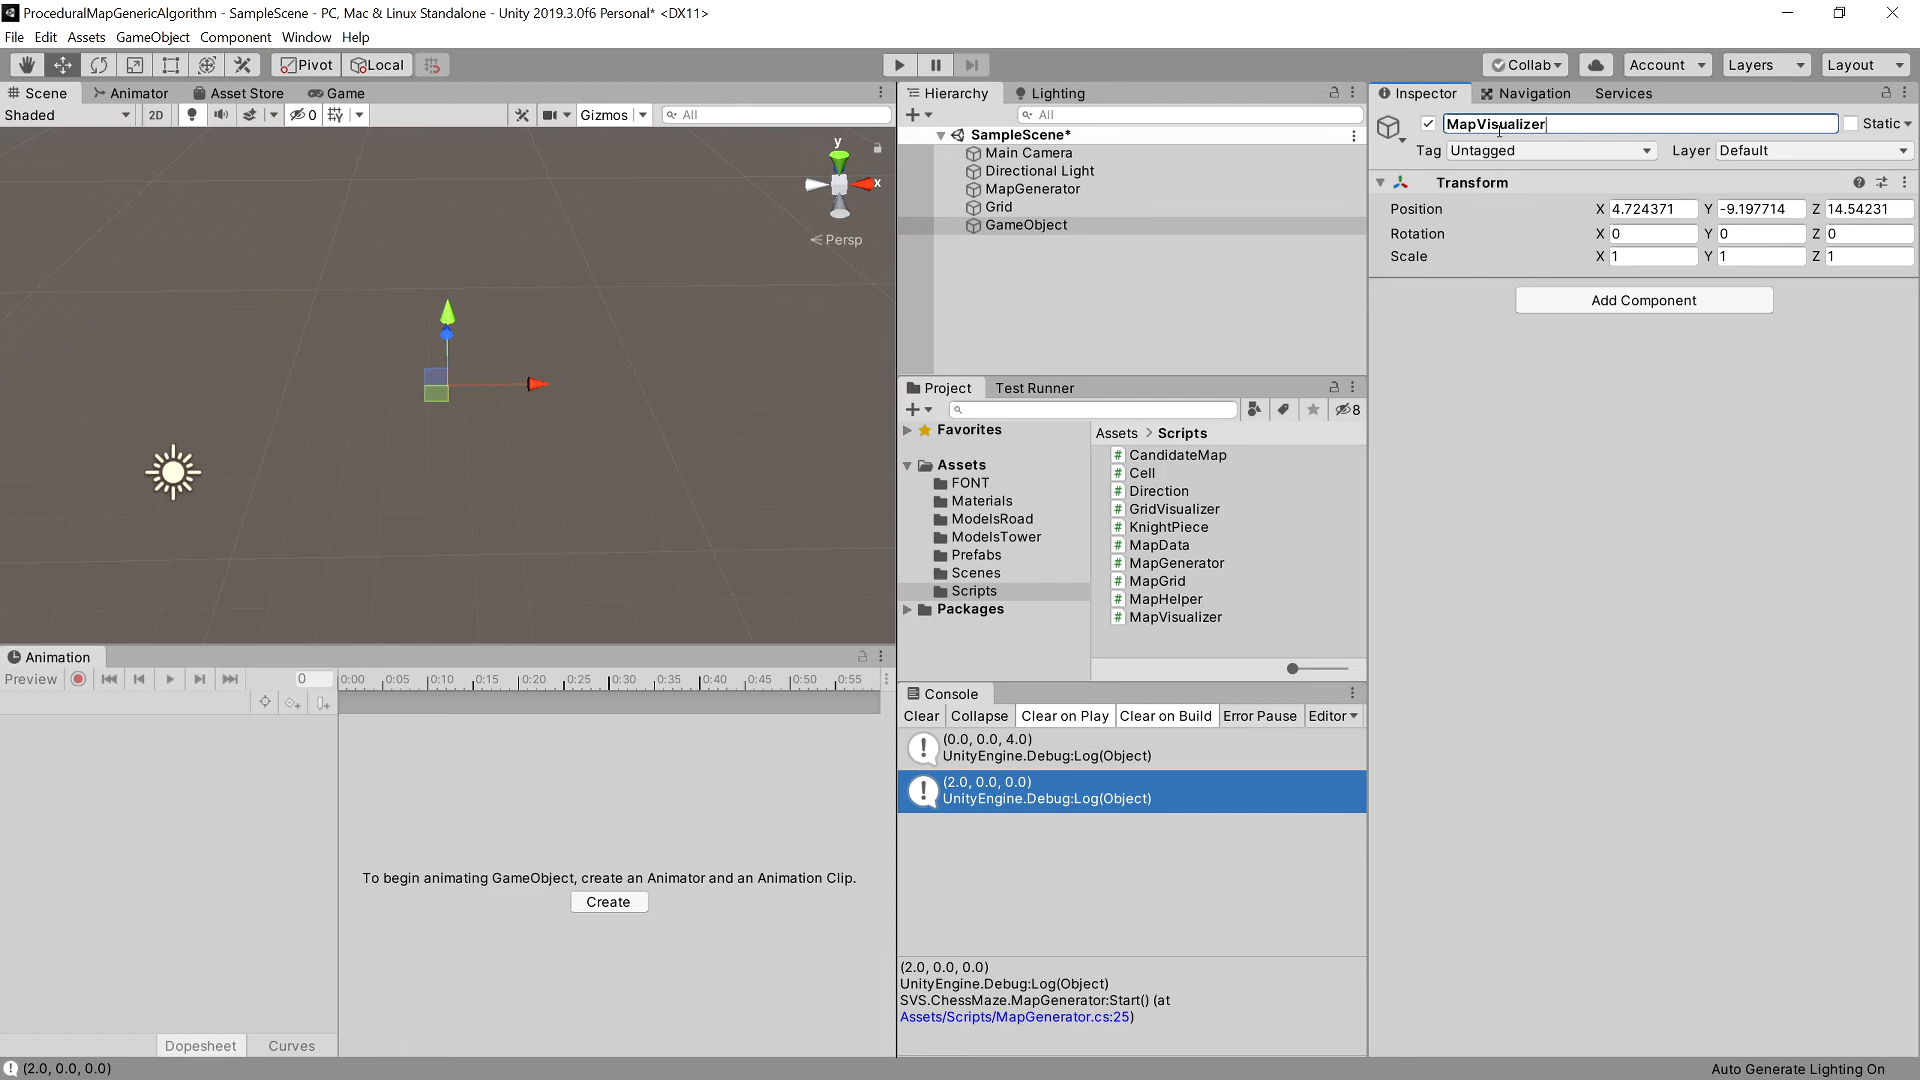 ProceduralMapGenericAlgorithm - SampleScene - PC, Mac & Linux Standalone - Unity 2019.3.0f6 Personal* <DX11>
File Edit Assets GameObject Component Window Help
Pivot Local Collab Account Layers Layout
Scene Animator Asset Store Game
Shaded 2D 0 Gizmos All
y
x
Persp
Hierarchy Lighting
All
SampleScene*
Main Camera
Directional Light
MapGenerator
Grid
GameObject
Inspector Navigation Services
MapVisualizer Static
Tag Untagged Layer Default
Transform
Position X 4.724371 Y -9.197714 Z 14.54231
Rotation X 0 Y 0 Z 0
Scale X 1 Y 1 Z 1
Add Component
Project Test Runner
8
Favorites
Assets
FONT
Materials
ModelsRoad
ModelsTower
Prefabs
Scenes
Scripts
Packages
Assets > Scripts
CandidateMap
Cell
Direction
GridVisualizer
KnightPiece
MapData
MapGenerator
MapGrid
MapHelper
MapVisualizer
Animation
Preview 0 0:00 0:05 0:10 0:15 0:20 0:25 0:30 0:35 0:40 0:45 0:50 0:55
To begin animating GameObject, create an Animator and an Animation Clip.
Create
Dopesheet Curves
Console
Clear Collapse Clear on Play Clear on Build Error Pause Editor
(0.0, 0.0, 4.0)
UnityEngine.Debug:Log(Object)
(2.0, 0.0, 0.0)
UnityEngine.Debug:Log(Object)
(2.0, 0.0, 0.0)
UnityEngine.Debug:Log(Object)
SVS.ChessMaze.MapGenerator:Start() (at
Assets/Scripts/MapGenerator.cs:25)
(2.0, 0.0, 0.0)
Auto Generate Lighting On